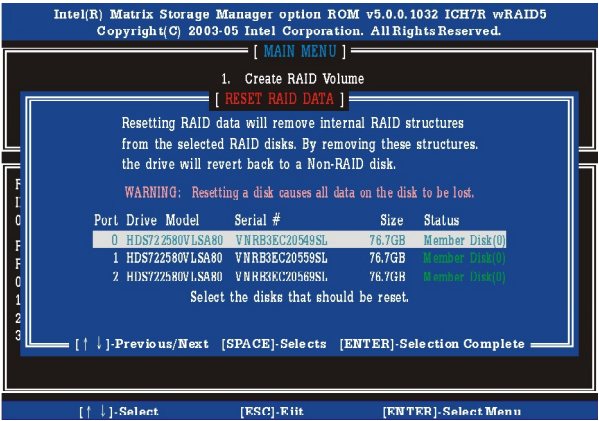 Intel(R) Matrix Storage Manager option ROM v5.0.0.1032 ICH7R wRAID5
Copyright(C) 2003-05 Intel Corporation. All Rights Reserved.
[ MAIN MENU ]
1. Create RAID Volume
[ RESET RAID DATA ]
Resetting RAID data will remove internal RAID structures
from the selected RAID disks. By removing these structures.
the drive will revert back to a Non-RAID disk.
WARNING: Resetting a disk causes all data on the disk to be lost.
Port Drive Model Serial # Size Status
0 HDS722580VLSA80 VNRB3EC20549SL 76.7GB Member Disk(0)
1 HDS722580VLSA80 VNRB3EC20559SL 76.7GB Member Disk(0)
2 HDS722580VLSA80 VNRB3EC20569SL 76.7GB Member Disk(0)
Select the disks that should be reset.
[↑ ↓]-Previous/Next [SPACE]-Selects [ENTER]-Selection Complete
0
1
2
3
[↑ ↓]-Select [ESC]-Eiit [ENTER]-Select Menu